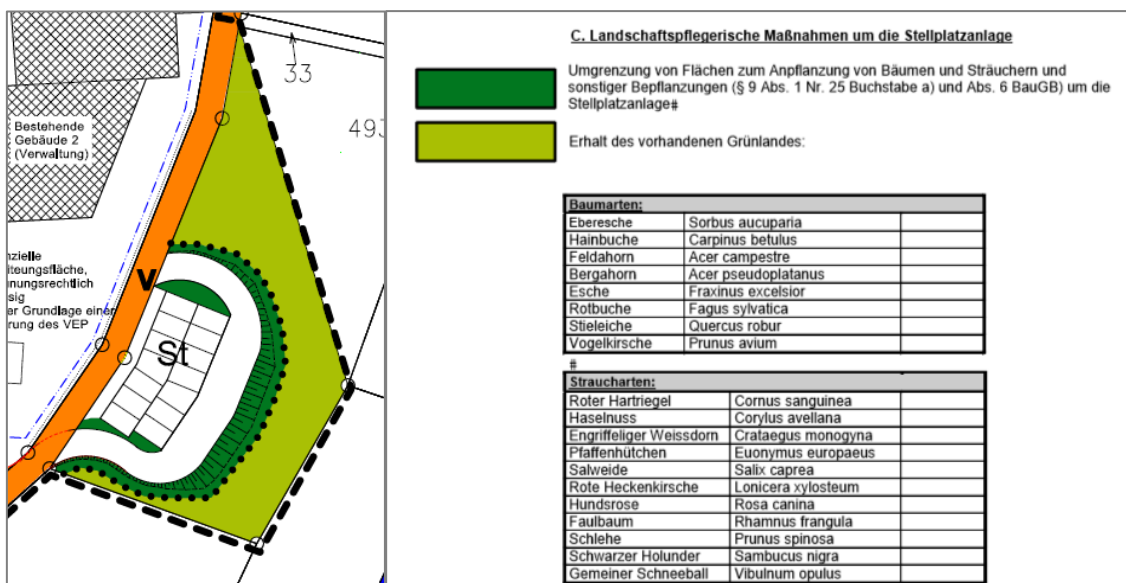 33
493
Bestehende
Gebäude 2
(Verwaltung)
nzielle
iteungsfläche,
nungsrechtlich
sig
er Grundlage einer
rung des VEP
V
St
C. Landschaftspflegerische Maßnahmen um die Stellplatzanlage
Umgrenzung von Flächen zum Anpflanzung von Bäumen und Sträuchern und
sonstiger Bepflanzungen (§ 9 Abs. 1 Nr. 25 Buchstabe a) und Abs. 6 BauGB) um die
Stellplatzanlage#
Erhalt des vorhandenen Grünlandes:
Baumarten:
Eberesche Sorbus aucuparia
Hainbuche Carpinus betulus
Feldahorn Acer campestre
Bergahorn Acer pseudoplatanus
Esche Fraxinus excelsior
Rotbuche Fagus sylvatica
Stieleiche Quercus robur
Vogelkirsche Prunus avium
#
Straucharten:
Roter Hartriegel Cornus sanguinea
Haselnuss Corylus avellana
Engriffeliger Weissdorn Crataegus monogyna
Pfaffenhütchen Euonymus europaeus
Salweide Salix caprea
Rote Heckenkirsche Lonicera xylosteum
Hundsrose Rosa canina
Faulbaum Rhamnus frangula
Schlehe Prunus spinosa
Schwarzer Holunder Sambucus nigra
Gemeiner Schneeball Vibulnum opulus